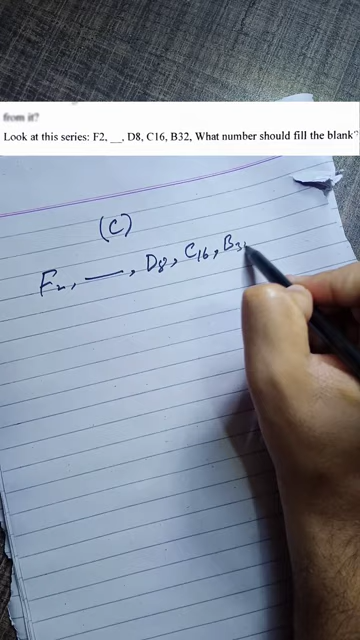 from it?
Look at this series: F2, __, D8, C16, B32, What number should fill the blank?
(C)
F2, __, D8, C16, B3